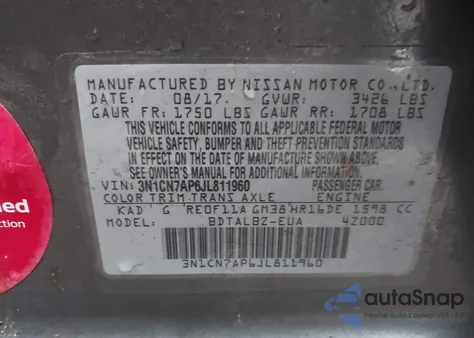 MANUFACTURED BY NISSAN MOTOR CO., LTD.
DATE: 08/17. GVWR: 3426 LBS
GAWR FR: 1750 LBS GAWR RR: 1708 LBS
THIS VEHICLE CONFORMS TO ALL APPLICABLE FEDERAL MOTOR
VEHICLE SAFETY, BUMPER AND THEFT PREVENTION STANDARDS
IN EFFECT ON THE DATE OF MANUFACTURE SHOWN ABOVE.
SEE OWNER'S MANUAL FOR ADDITIONAL INFORMATION.
VIN: 3N1CN7AP6JL811960 PASSENGER CAR
COLOR TRIM TRANS AXLE ENGINE
KAD G RE0F11A GM38 HR16DE 1598 CC
BDTALBZ-EUA 42000
3N1CN7AP6JL811960
ned
ction
autoSnap